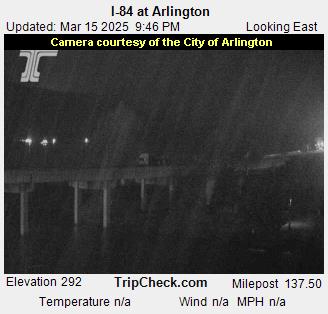 I-84 at Arlington
Updated: Mar 15 2025 9:46 PM Looking East
Camera courtesy of the City of Arlington
Elevation 292 TripCheck.com Milepost 137.50
Temperature n/a Wind n/a MPH n/a